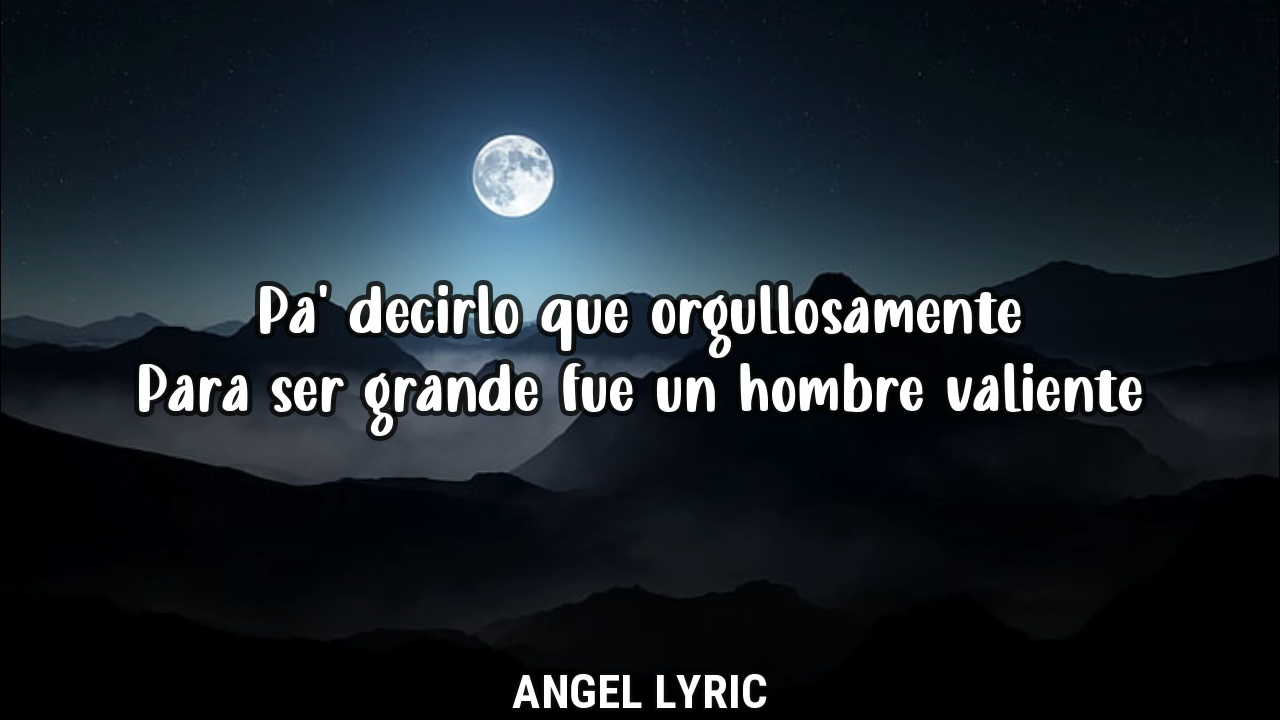 Pa' decirlo que orgullosamente
Para ser grande fue un hombre valiente
ANGEL LYRIC